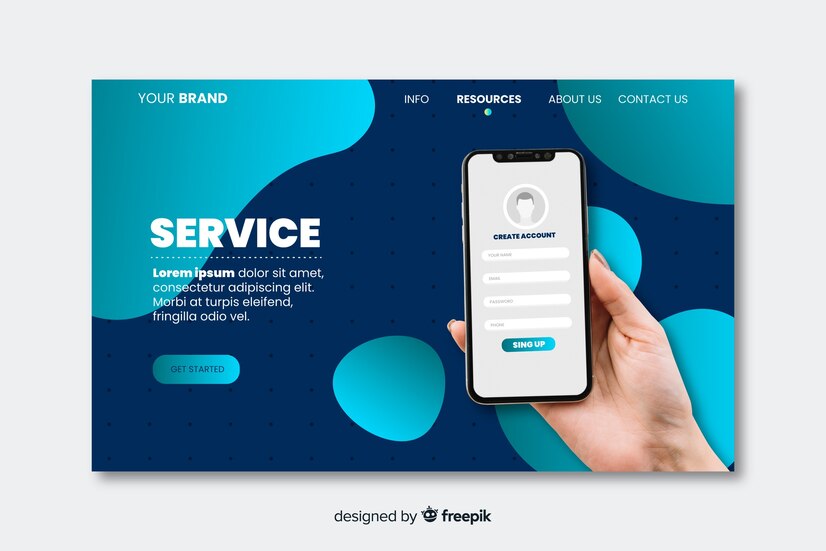 YOUR BRAND
INFO RESOURCES ABOUT US CONTACT US
SERVICE
Lorem ipsum dolor sit amet,
consectetur adipiscing elit.
Morbi at turpis eleifend,
fringilla odio vel.
GET STARTED
CREATE ACCOUNT
YOUR NAME
EMAIL
PASSWORD
PHONE
SING UP
designed by freepik